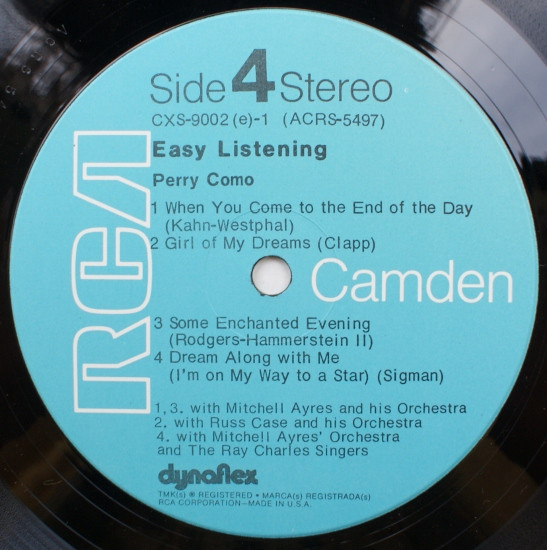 Side 4 Stereo
CXS-9002 (e)-1 (ACRS-5497)
Easy Listening
Perry Como
1 When You Come to the End of the Day
(Kahn-Westphal)
2 Girl of My Dreams (Clapp)
RCA
Camden
3 Some Enchanted Evening
(Rodgers-Hammerstein II)
4 Dream Along with Me
(I'm on My Way to a Star) (Sigman)
1,3. with Mitchell Ayres and his Orchestra
2. with Russ Case and his Orchestra
4. with Mitchell Ayres' Orchestra
and The Ray Charles Singers
dynaflex
TMK(s) ® REGISTERED • MARCA(s) REGISTRADA(s)
RCA CORPORATION—MADE IN U.S.A.